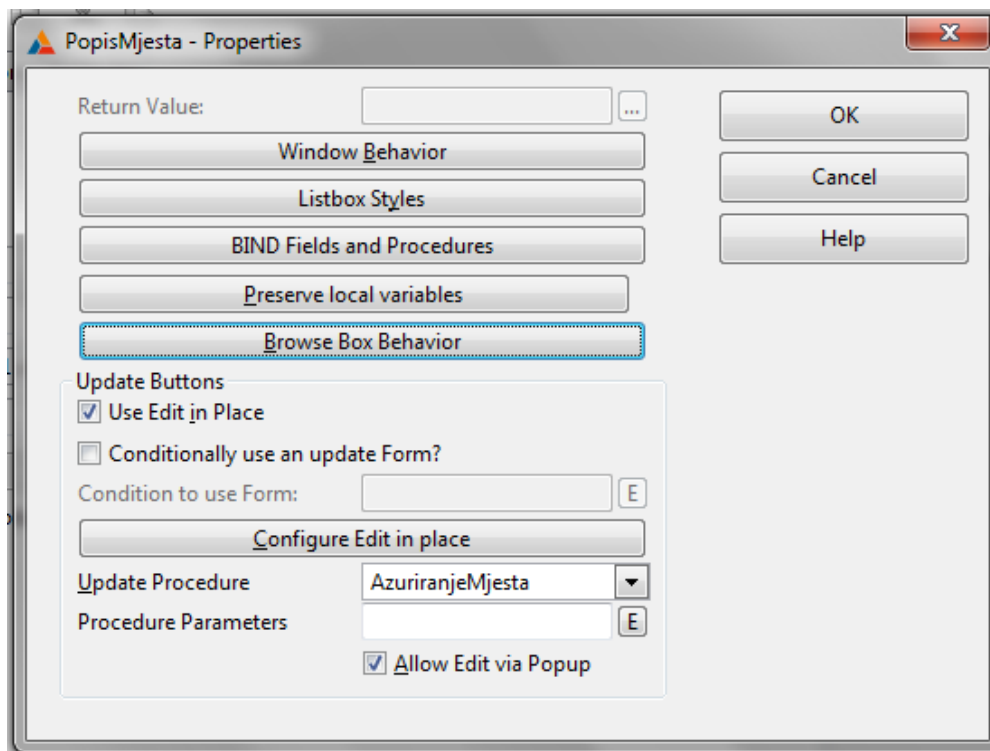 PopisMjesta - Properties
Return Value:
...
OK
Window Behavior
Cancel
Listbox Styles
Help
BIND Fields and Procedures
Preserve local variables
Browse Box Behavior
Update Buttons
Use Edit in Place
Conditionally use an update Form?
Condition to use Form:
E
Configure Edit in place
Update Procedure
AzuriranjeMjesta
Procedure Parameters
E
Allow Edit via Popup